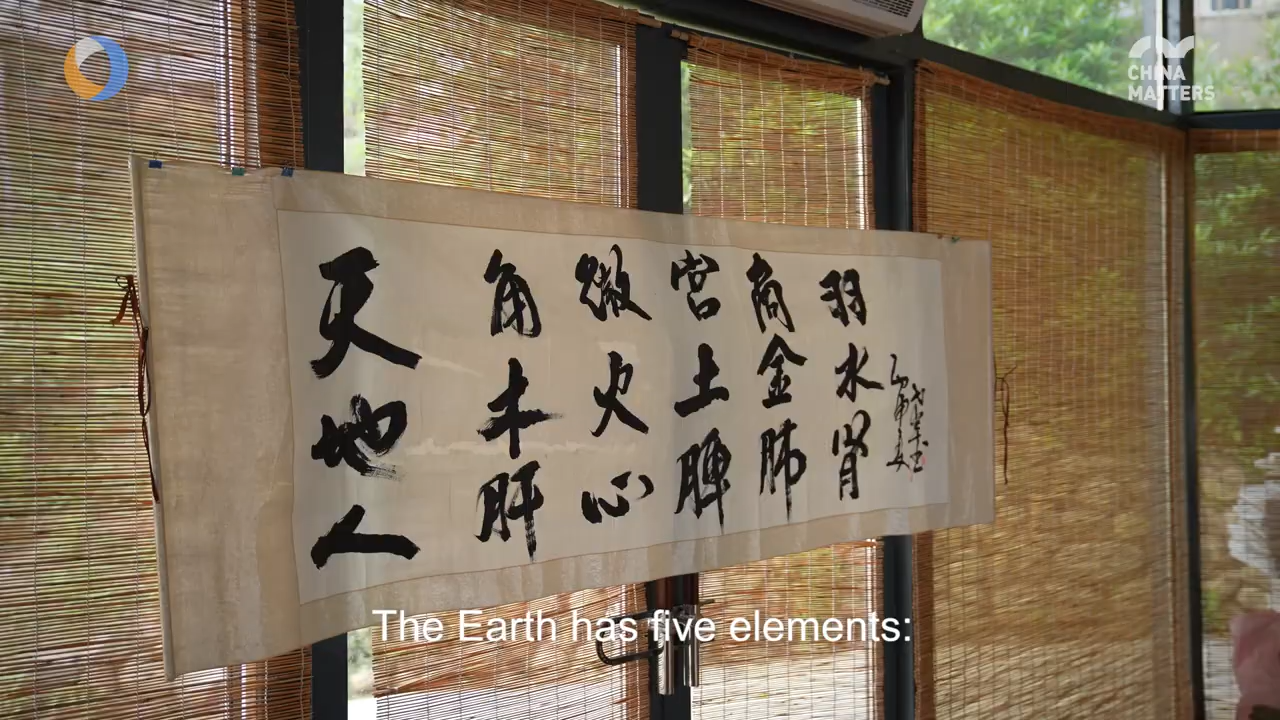 CHINA
MATTERS
天地人
角木肝
徵火心
宫土脾
商金肺
羽水肾
The Earth has five elements: